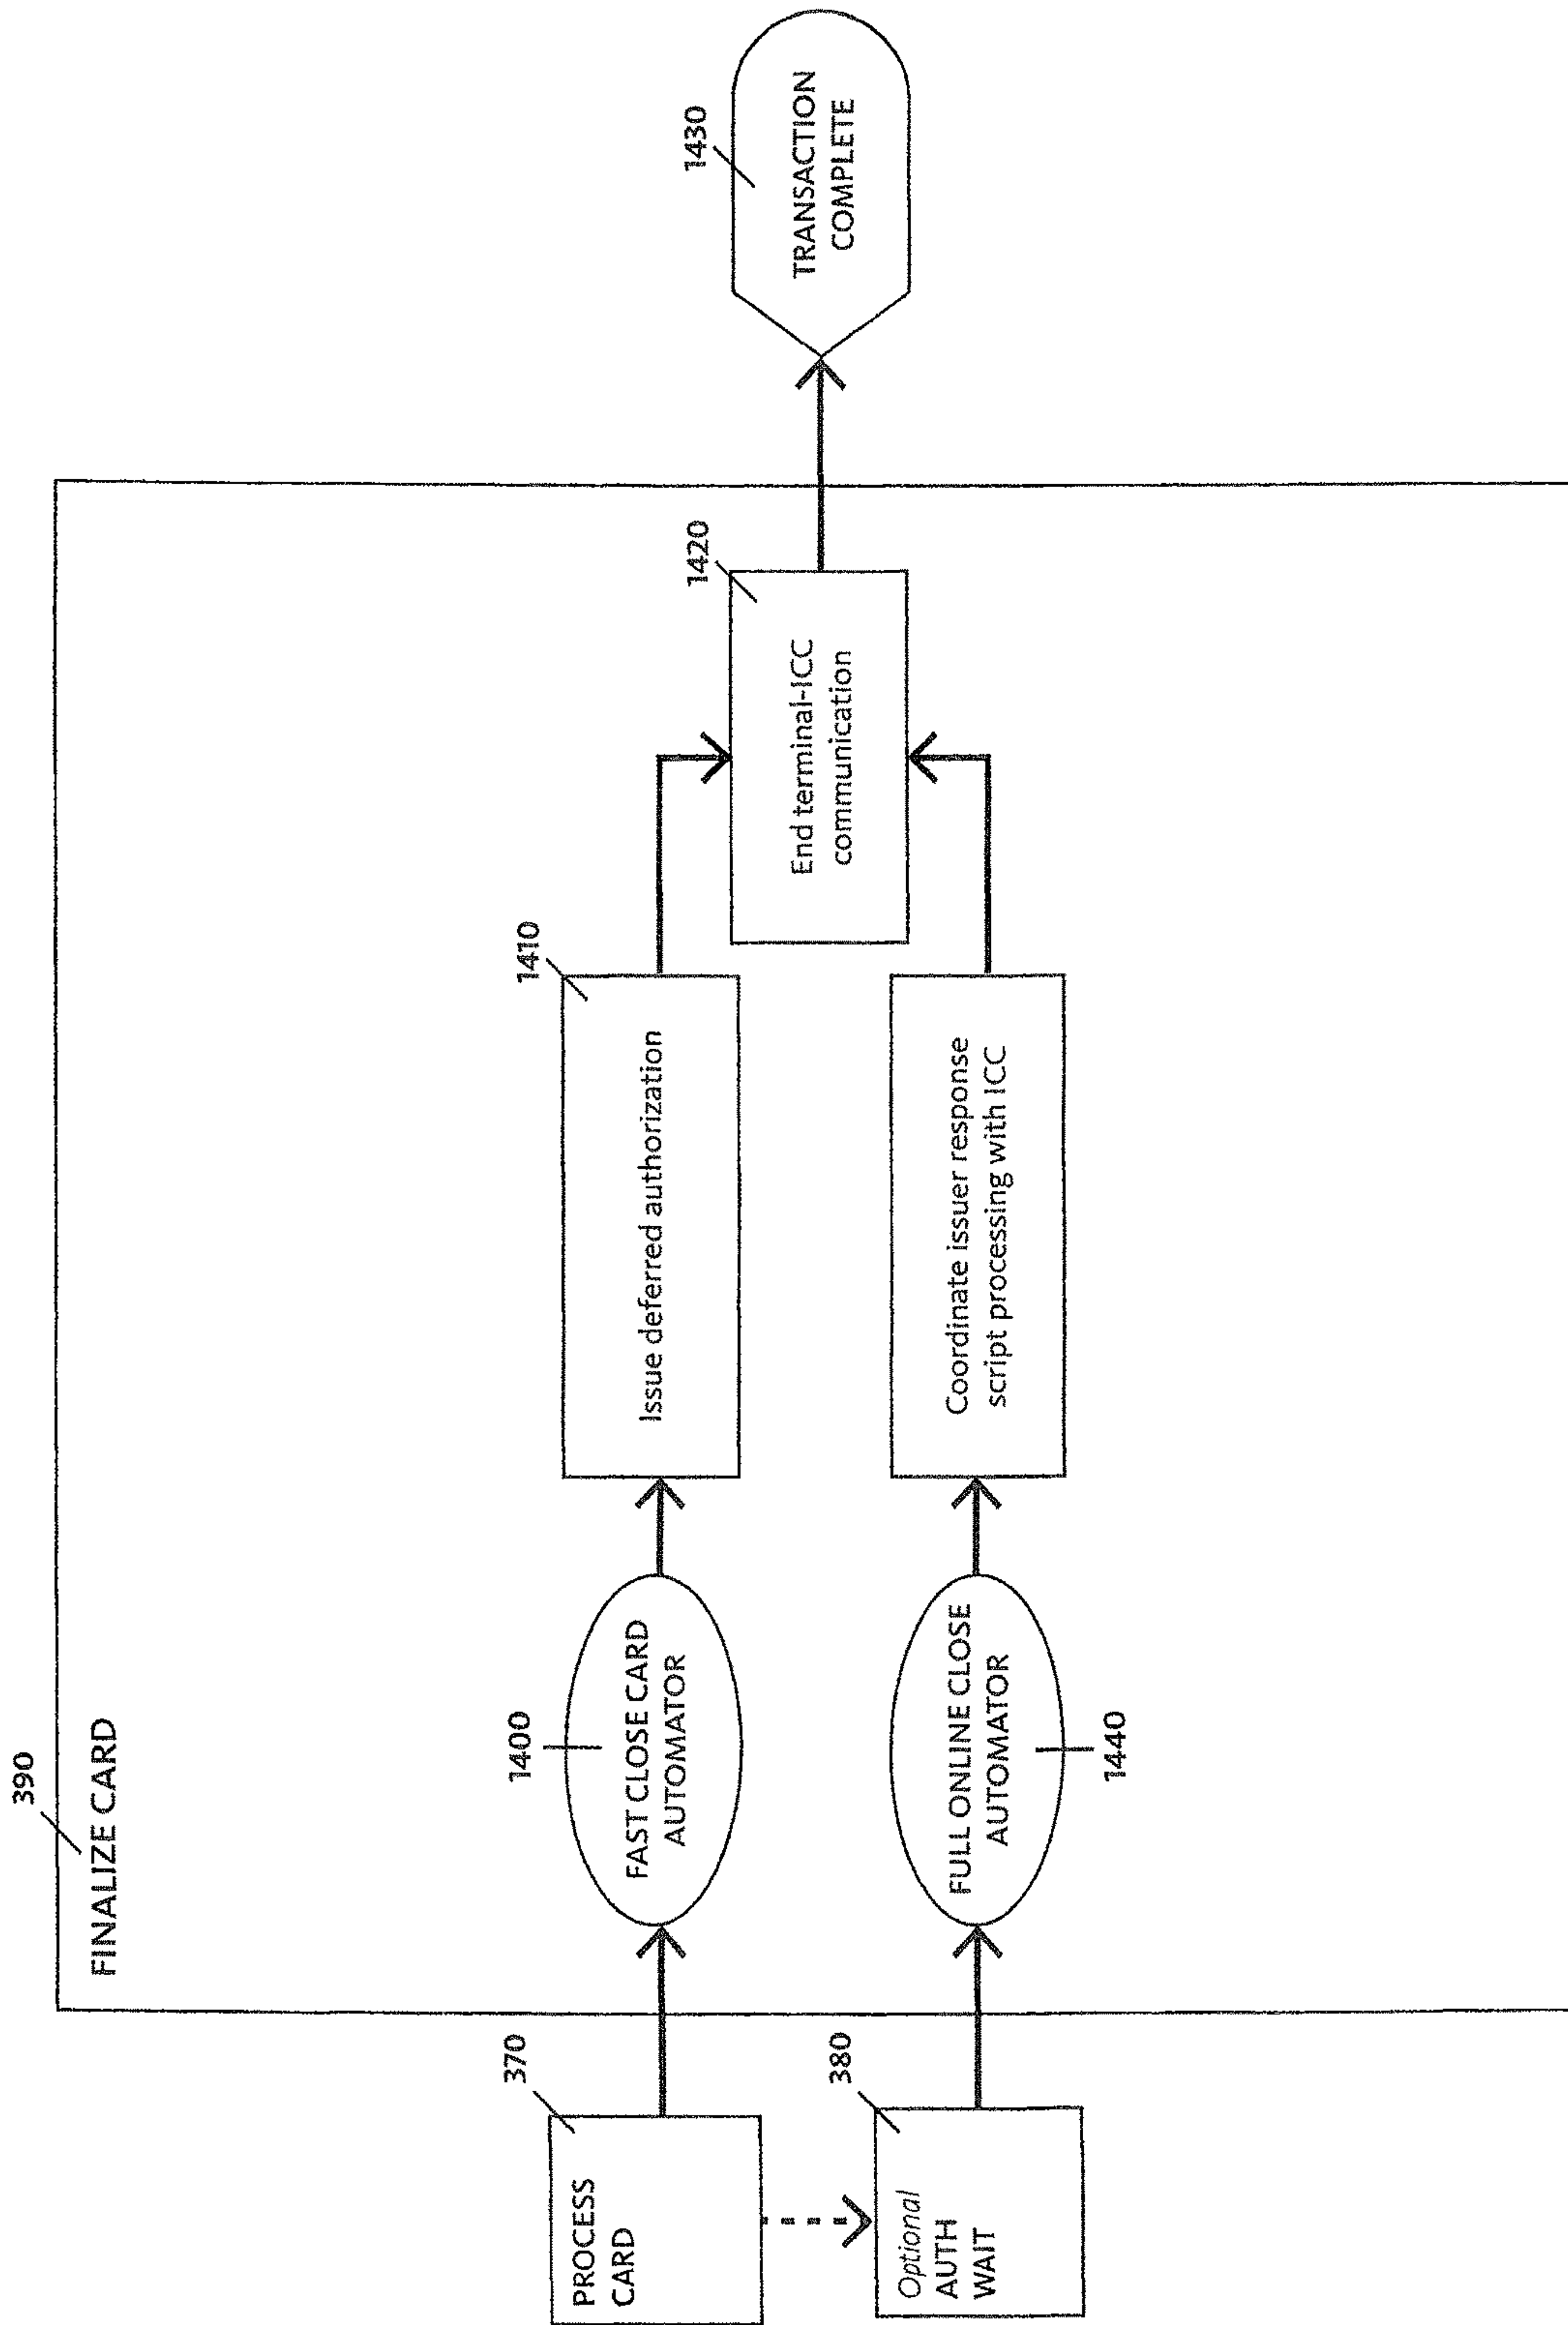 390
FINALIZE CARD
370
PROCESS
CARD
1400
FAST CLOSE CARD
AUTOMATOR
1410
Issue deferred authorization
1420
End terminal-ICC
communication
1430
TRANSACTION
COMPLETE
380
Optional
AUTH
WAIT
FULL ONLINE CLOSE
AUTOMATOR
1440
Coordinate issuer response
script processing with ICC